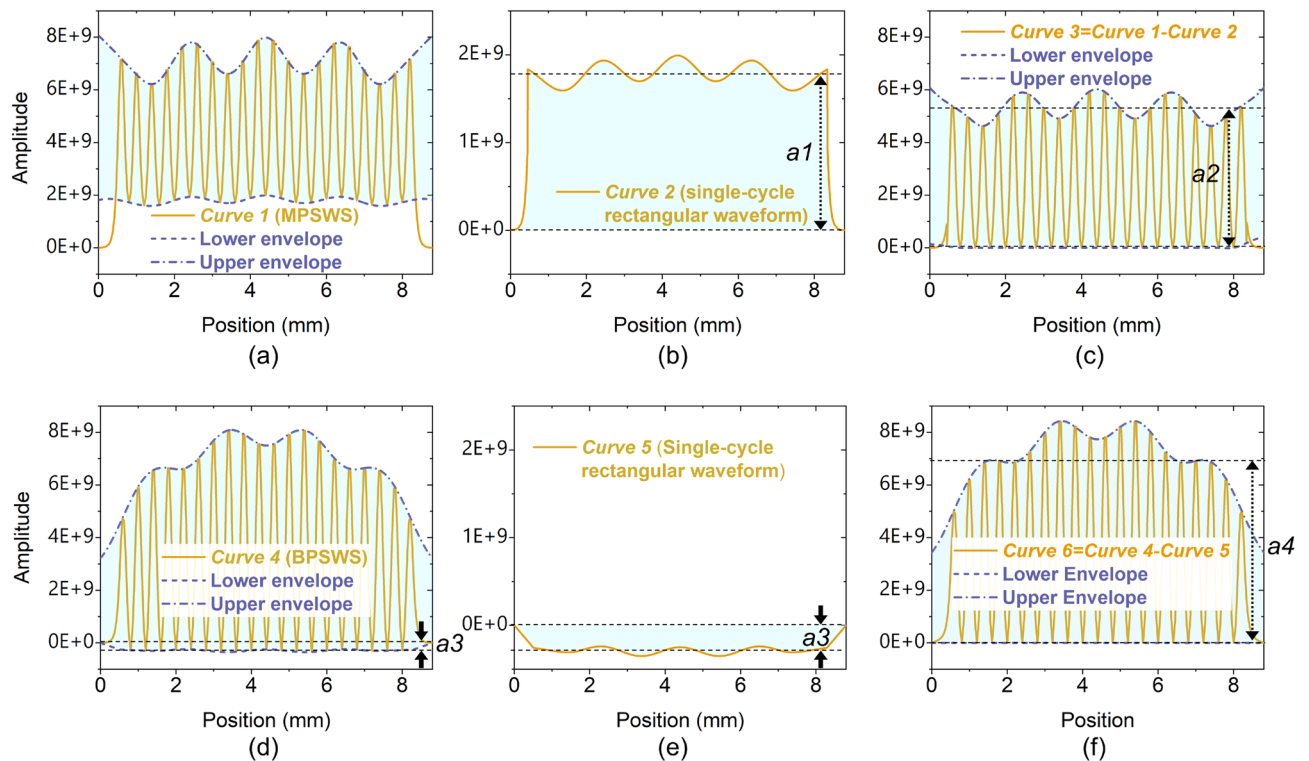 8E+9
6E+9
4E+9
2E+9
0E+0
Amplitude
Curve 1 (MPSWS)
Lower envelope
Upper envelope
0 2 4 6 8
Position (mm)
(a)
2E+9
1E+9
0E+0
a1
Curve 2 (single-cycle
rectangular waveform)
0 2 4 6 8
Position (mm)
(b)
Curve 3=Curve 1-Curve 2
Lower envelope
Upper envelope
8E+9
6E+9
4E+9
2E+9
0E+0
a2
0 2 4 6 8
Position (mm)
(c)
8E+9
6E+9
4E+9
2E+9
0E+0
Amplitude
Curve 4 (BPSWS)
Lower envelope
Upper envelope
a3
0 2 4 6 8
Position (mm)
(d)
2E+9
1E+9
0E+0
Curve 5 (Single-cycle
rectangular waveform)
a3
0 2 4 6 8
Position (mm)
(e)
8E+9
6E+9
4E+9
2E+9
0E+0
a4
Curve 6=Curve 4-Curve 5
Lower Envelope
Upper Envelope
0 2 4 6 8
Position
(f)